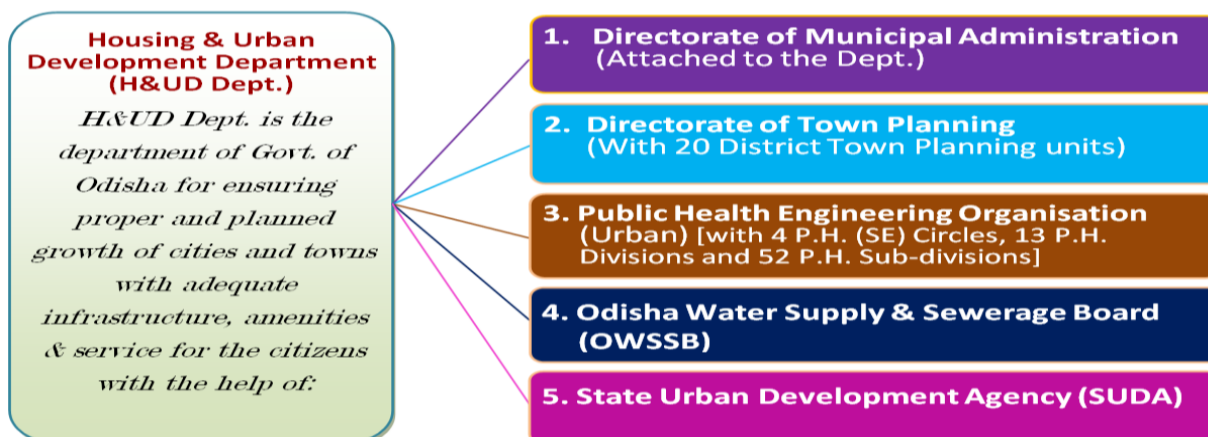 Housing & Urban
Development Department
(H&UD Dept.)
H&UD Dept. is the
department of Govt. of
Odisha for ensuring
proper and planned
growth of cities and towns
with adequate
infrastructure, amenities
& service for the citizens
with the help of:
1. Directorate of Municipal Administration
(Attached to the Dept.)
2. Directorate of Town Planning
(With 20 District Town Planning units)
3. Public Health Engineering Organisation
(Urban) [with 4 P.H. (SE) Circles, 13 P.H.
Divisions and 52 P.H. Sub-divisions]
4. Odisha Water Supply & Sewerage Board
(OWSSB)
5. State Urban Development Agency (SUDA)